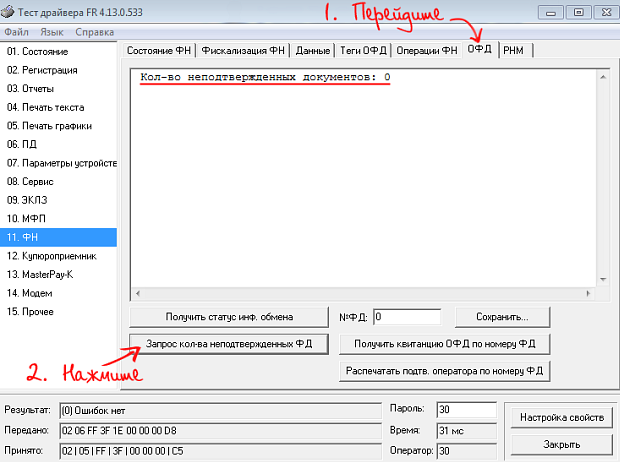 Тест драйвера FR 4.13.0.533
1. Перейдите
Файл Язык Справка
01. Состояние
02. Регистрация
03. Отчеты
04. Печать текста
05. Печать графики
06. ПД
07. Параметры устройств
08. Сервис
09. ЭКЛЗ
10. МФП
11. ФН
12. Купюроприемник
13. MasterPay-K
14. Модем
15. Прочее
Состояние ФН Фискализация ФН Данные Теги ОФД Операции ФН ОФД РНМ
Кол-во неподтвержденных документов: 0
Получить статус инф. обмена №ФД: 0 Сохранить...
Запрос кол-ва неподтвержденных ФД Получить квитанцию ОФД по номеру ФД
2. Нажмите
Распечатать подтв. оператора по номеру ФД
Результат: (0) Ошибок нет Пароль: 30 Настройка свойств
Передано: 02 06 FF 3F 1E 00 00 00 D8 Время: 31 мс
Принято: 02 | 05 | FF | 3F | 00 00 00 | C5 Оператор: 30 Закрыть